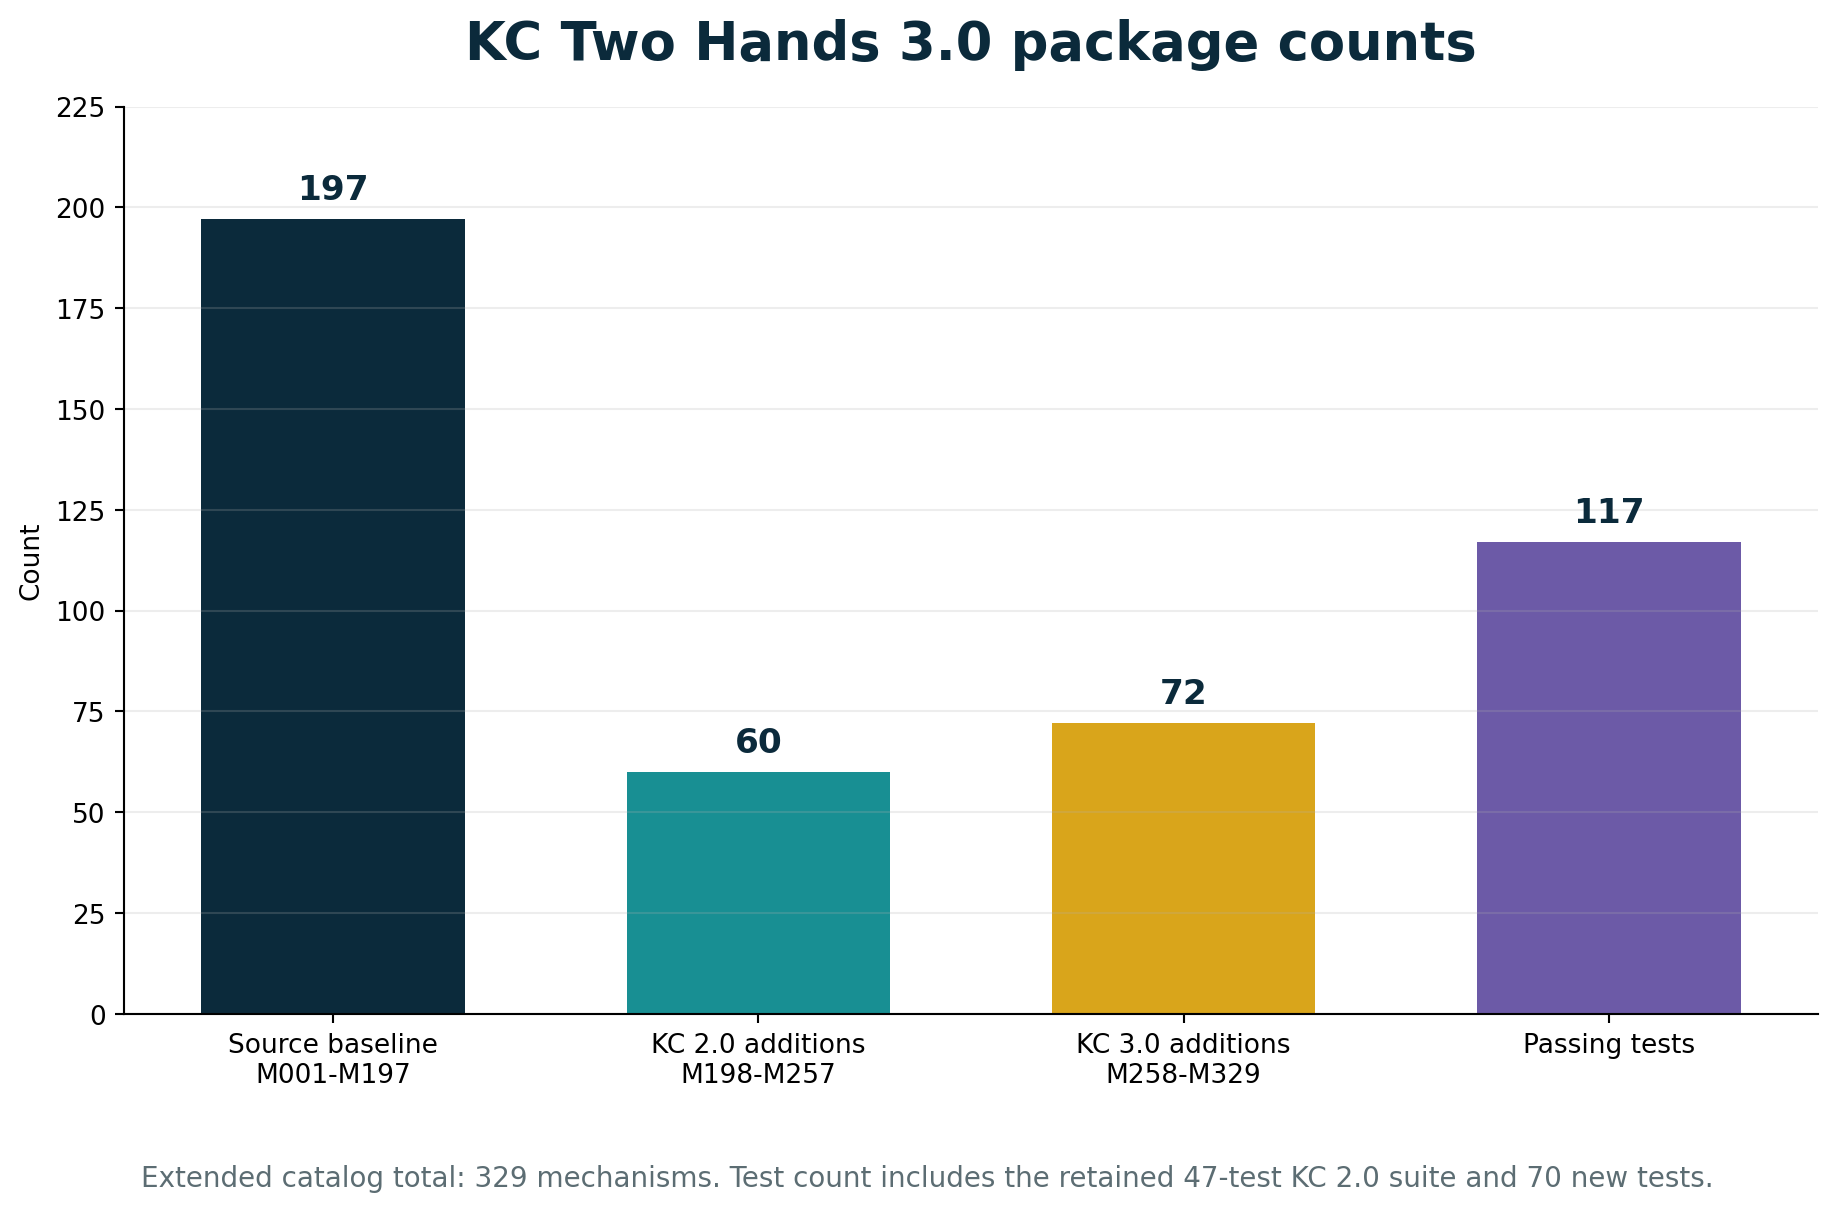 KC Two Hands 3.0 package counts
225
200
175
150
125
100
75
50
25
0
Count
197
60
72
117
Source baseline
M001-M197
KC 2.0 additions
M198-M257
KC 3.0 additions
M258-M329
Passing tests
Extended catalog total: 329 mechanisms. Test count includes the retained 47-test KC 2.0 suite and 70 new tests.